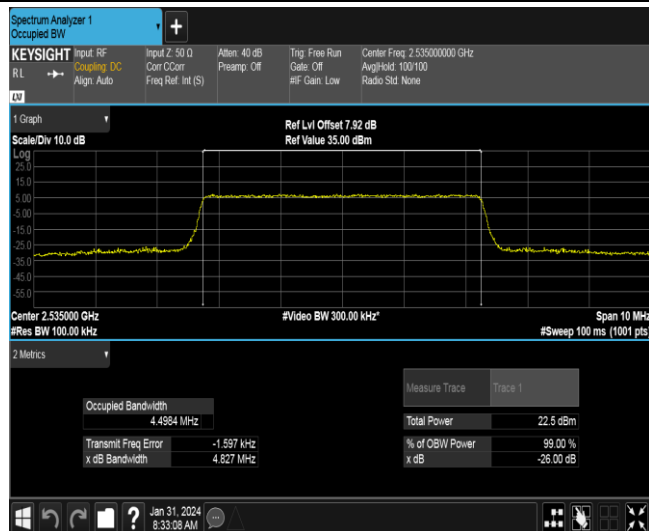 Spectrum Analyzer 1
Occupied BW
+
KEYSIGHT
RL
Input: RF
Coupling: DC
Align: Auto
Input Z: 50 Ω
Corr CCorr
Freq Ref: Int (S)
Atten: 40 dB
Preamp: Off
Trig: Free Run
Gate: Off
#IF Gain: Low
Center Freq: 2.535000000 GHz
Avg|Hold: 100/100
Radio Std: None
1 Graph
Scale/Div 10.0 dB
Ref Lvl Offset 7.92 dB
Ref Value 35.00 dBm
Log
25.0
15.0
5.00
-5.00
-15.0
-25.0
-35.0
-45.0
-55.0
Center 2.535000 GHz
#Res BW 100.00 kHz
#Video BW 300.00 kHz*
Span 10 MHz
#Sweep 100 ms (1001 pts)
2 Metrics
Measure Trace Trace 1
Occupied Bandwidth
4.4984 MHz
Total Power 22.5 dBm
Transmit Freq Error -1.597 kHz
% of OBW Power 99.00 %
x dB Bandwidth 4.827 MHz
x dB -26.00 dB
?
Jan 31, 2024
8:33:08 AM